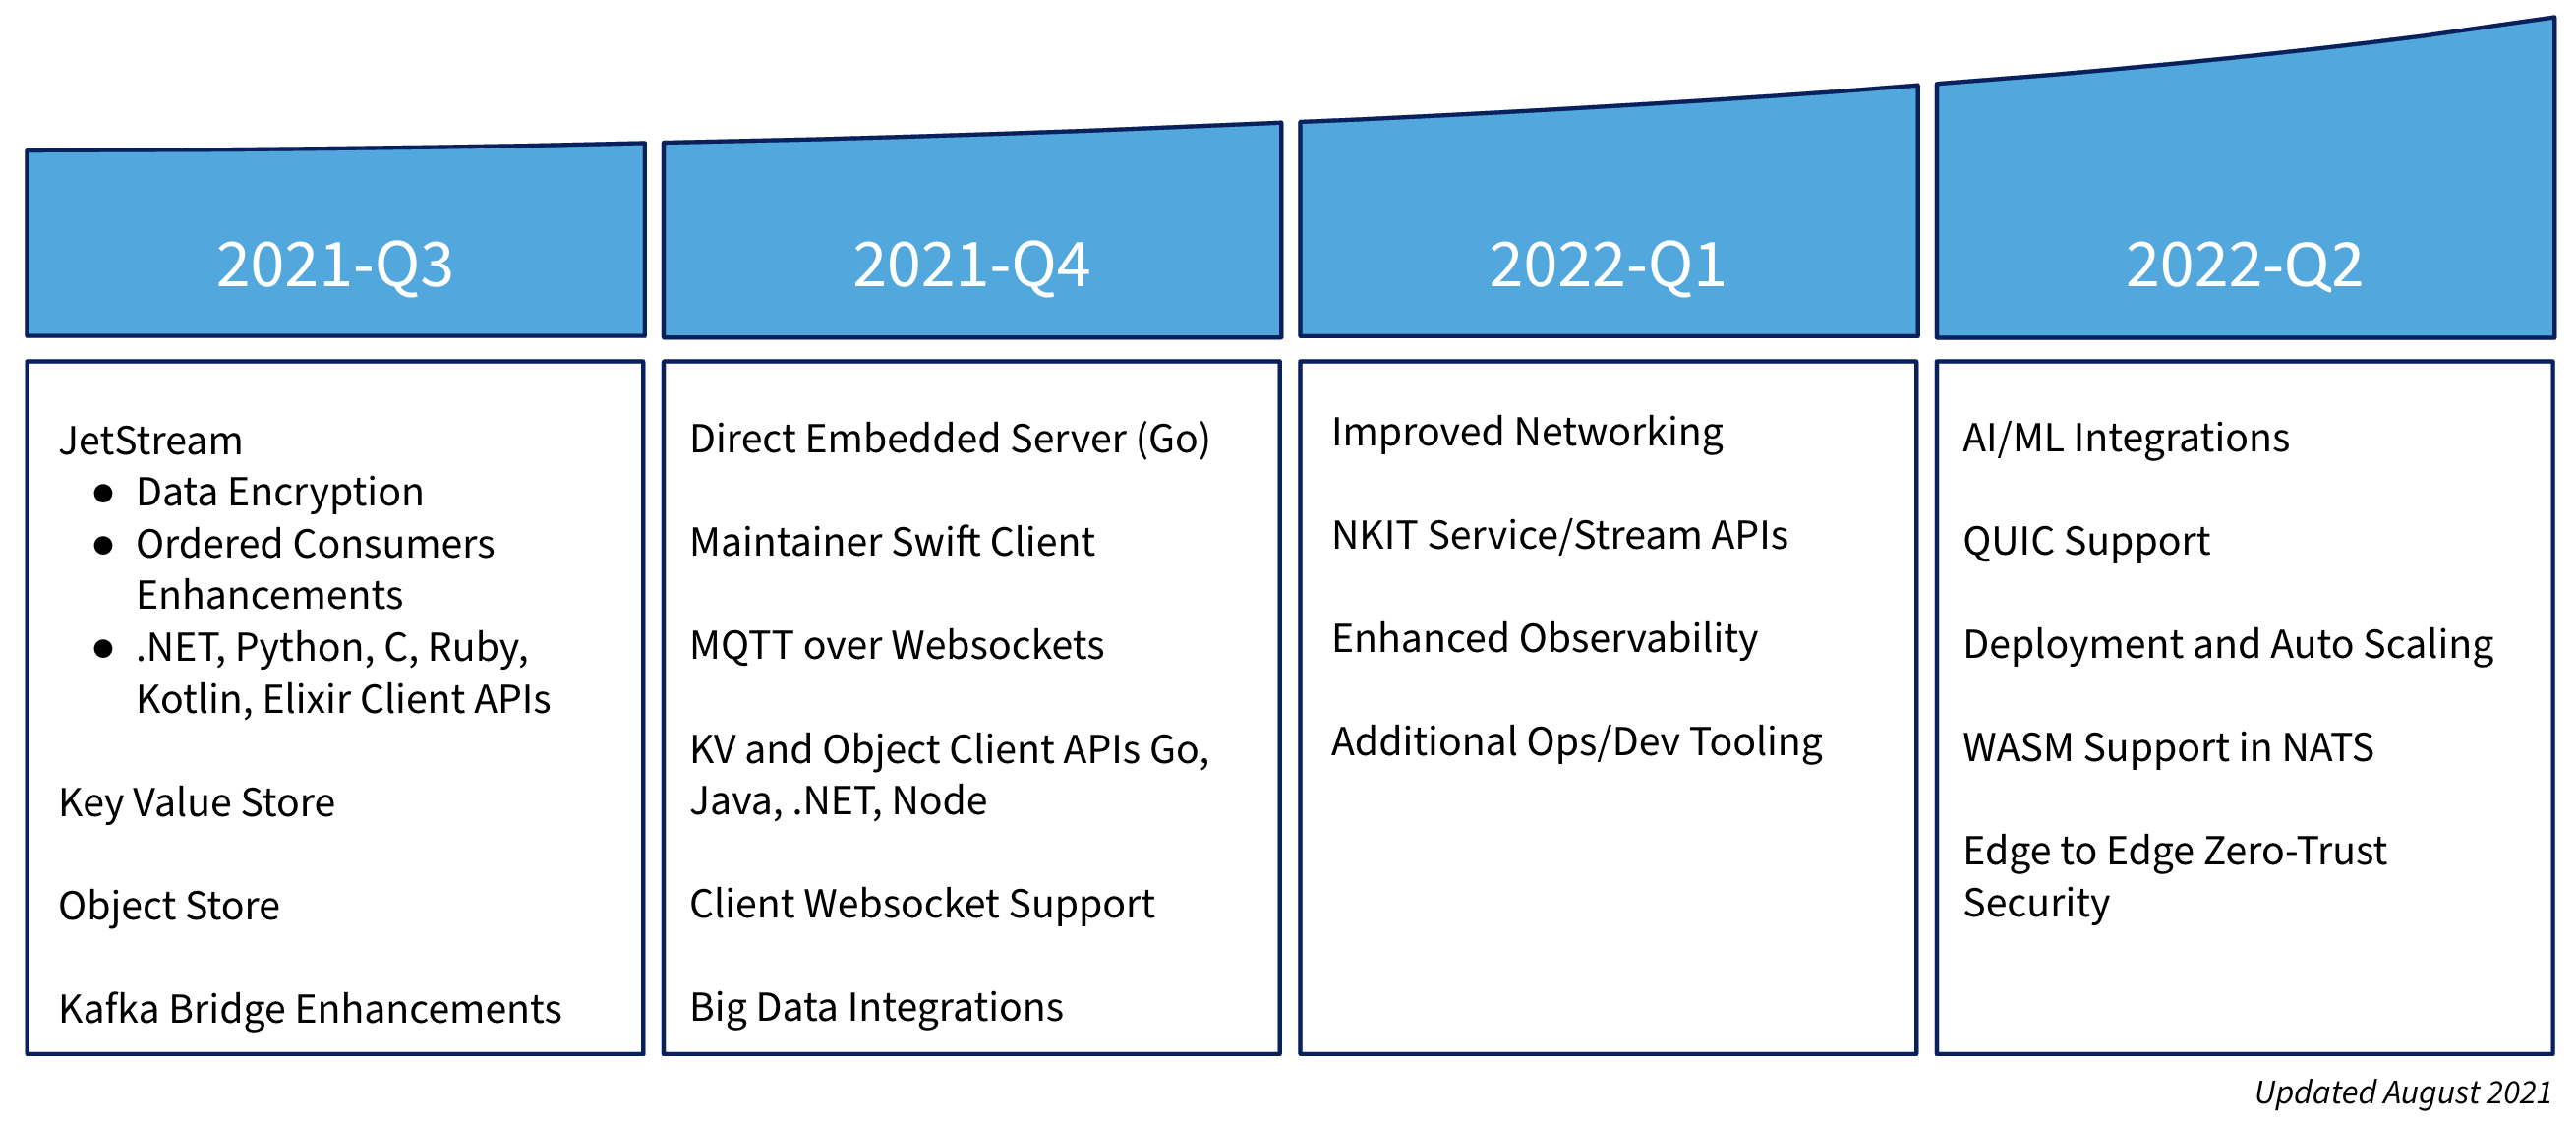 2021-Q3
JetStream
● Data Encryption
● Ordered Consumers
Enhancements
● .NET, Python, C, Ruby,
Kotlin, Elixir Client APIs
Key Value Store
Object Store
Kafka Bridge Enhancements
2021-Q4
Direct Embedded Server (Go)
Maintainer Swift Client
MQTT over Websockets
KV and Object Client APIs Go,
Java, .NET, Node
Client Websocket Support
Big Data Integrations
2022-Q1
Improved Networking
NKIT Service/Stream APIs
Enhanced Observability
Additional Ops/Dev Tooling
2022-Q2
AI/ML Integrations
QUIC Support
Deployment and Auto Scaling
WASM Support in NATS
Edge to Edge Zero-Trust
Security
Updated August 2021